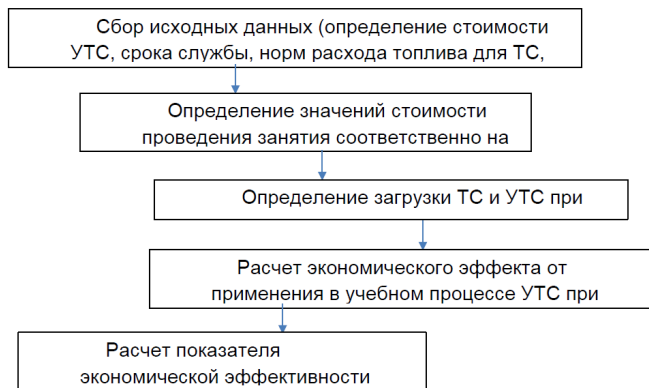 Сбор исходных данных (определение стоимости
УТС, срока службы, норм расхода топлива для ТС,
Определение значений стоимости
проведения занятия соответственно на
Определение загрузки ТС и УТС при
Расчет экономического эффекта от
применения в учебном процессе УТС при
Расчет показателя
экономической эффективности